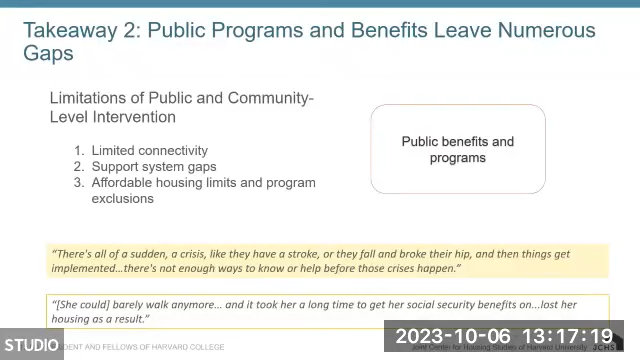 Takeaway 2: Public Programs and Benefits Leave Numerous
Gaps
Limitations of Public and Community-
Level Intervention
1. Limited connectivity
2. Support system gaps
3. Affordable housing limits and program
exclusions
Public benefits and
programs
“There's all of a sudden, a crisis, like they have a stroke, or they fall and broke their hip, and then things get
implemented…there's not enough ways to know or help before those crises happen.”
“[She could] barely walk anymore… and it took her a long time to get her social security benefits on...lost her
housing as a result.”
STUDIO
DENT AND FELLOWS OF HARVARD COLLEGE
2023-10-06 13:17:19
Joint Center for Housing Studies of Harvard University
JCHS